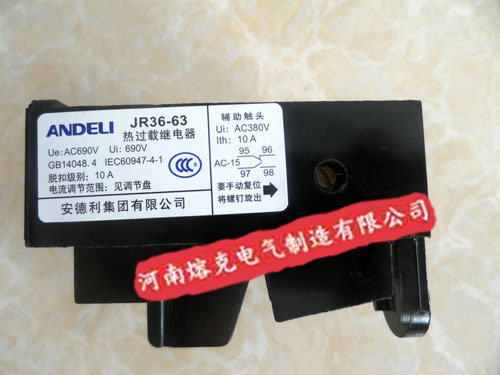 ANDELI JR36-63
热过载继电器
Ue:AC690V Ui:690V
GB14048.4 IEC60947-4-1
脱扣级别:10A
电流调节范围:见调节盘
安德利集团有限公司
辅助触头
Ui:AC380V
Ith:10A
95 96
AC-15
97 98
要手动复位
将螺钉旋出
河南熔克电气制造有限公司